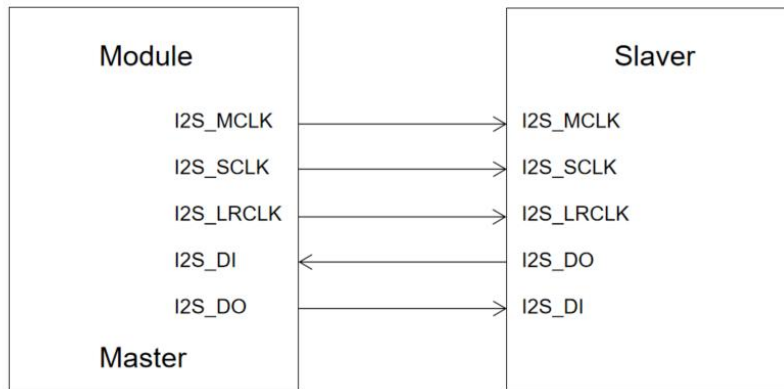 Module
Slaver
I2S_MCLK
I2S_MCLK
I2S_SCLK
I2S_SCLK
I2S_LRCLK
I2S_LRCLK
I2S_DI
I2S_DO
I2S_DO
I2S_DI
Master